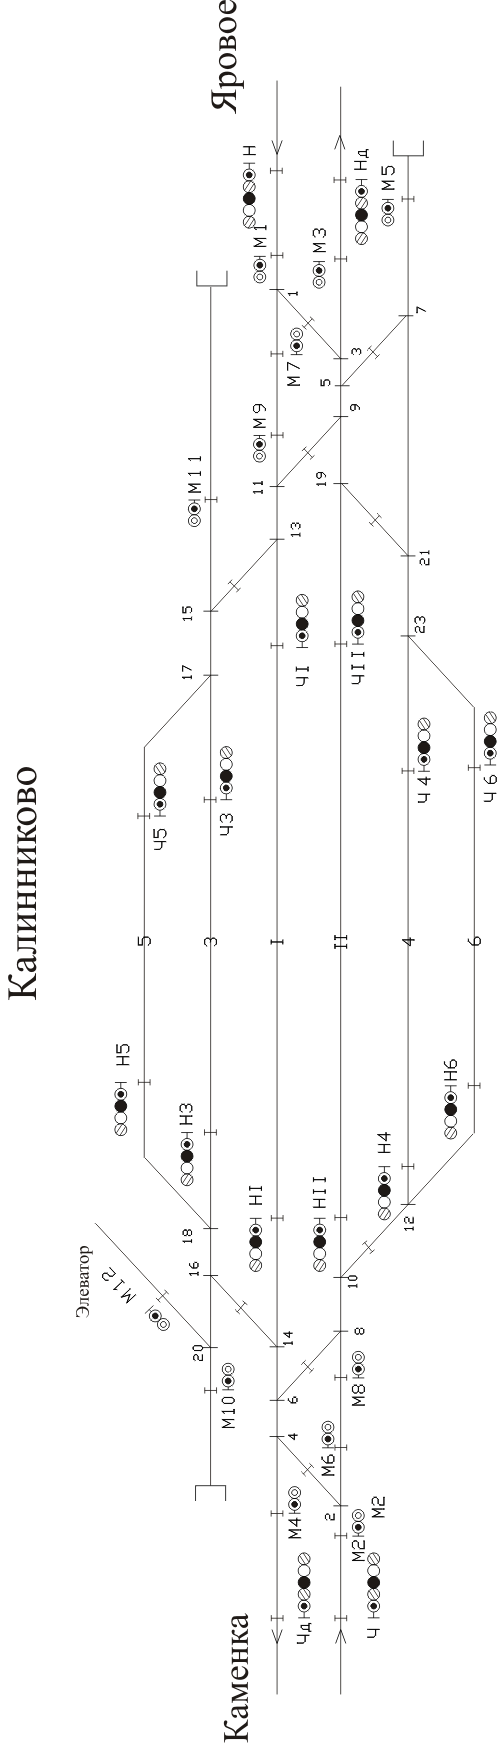 Калинниково
Каменка
Яровое
Элеватор
М12
20
16
18
Н5
5
Ч5
17
15
М11
М10
Н3
3
Ч3
Чд
М4
4
6
14
НI
I
ЧI
13
11
М9
М7
1
М1
Н
Ч
М2
М2
2
М6
М8
8
10
НII
II
ЧII
19
9
5
3
М3
Нд
12
Н4
4
Ч4
23
21
7
М5
Н6
6
Ч6